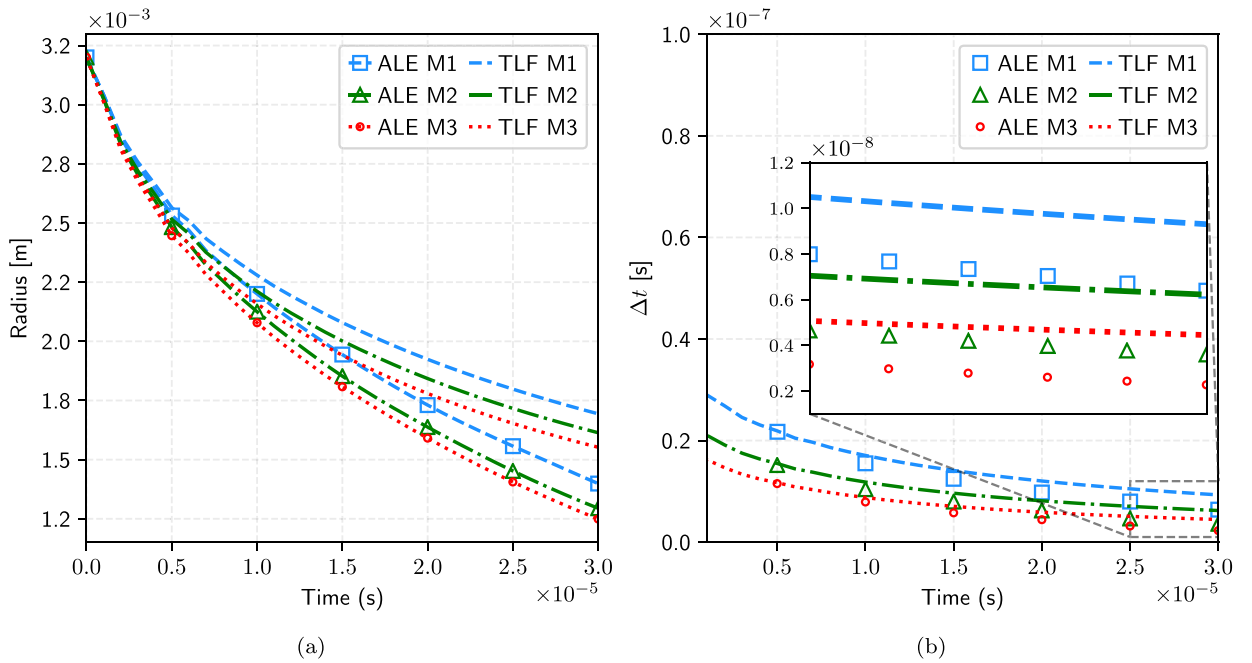 ×10⁻³
3.2
3.0
2.8
2.5
2.2
2.0
1.8
1.5
1.2
Radius [m]
ALE M1 TLF M1
ALE M2 TLF M2
ALE M3 TLF M3
0.0 0.5 1.0 1.5 2.0 2.5 3.0
Time (s)
×10⁻⁵
(a)
×10⁻⁷
1.0
0.8
0.6
0.4
0.2
0.0
Δt [s]
ALE M1 TLF M1
ALE M2 TLF M2
ALE M3 TLF M3
×10⁻⁸
1.2
1.0
0.8
0.6
0.4
0.2
0.5 1.0 1.5 2.0 2.5 3.0
Time (s)
×10⁻⁵
(b)